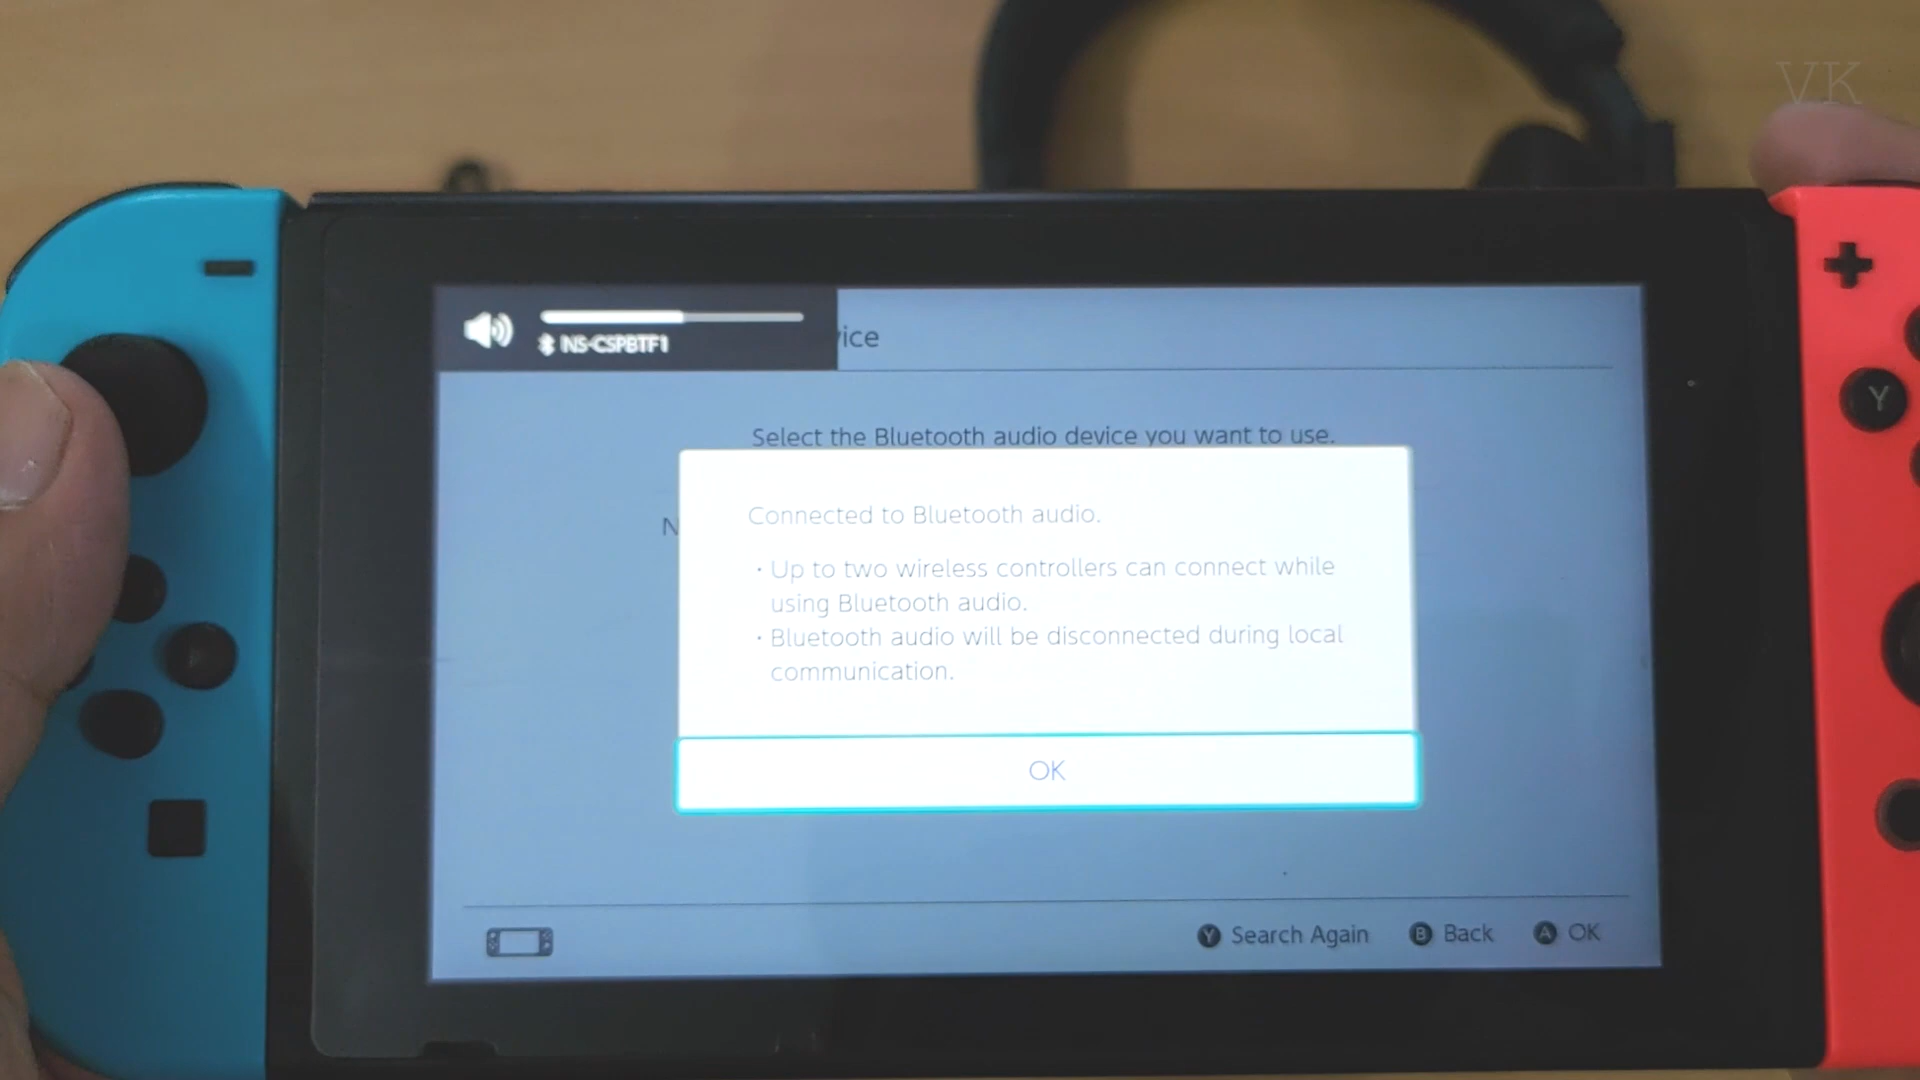 VK
NS-CSPBTF1
ice
Select the Bluetooth audio device you want to use.
N
Connected to Bluetooth audio.
· Up to two wireless controllers can connect while
using Bluetooth audio.
· Bluetooth audio will be disconnected during local
communication.
OK
Y Search Again B Back A OK
Y